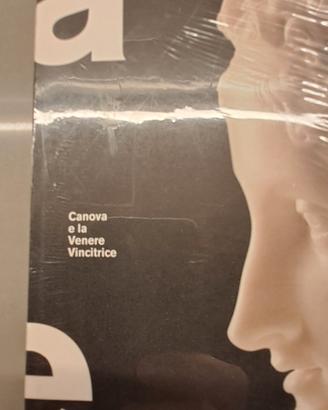 a
Canova
e la
Venere
Vincitrice
e